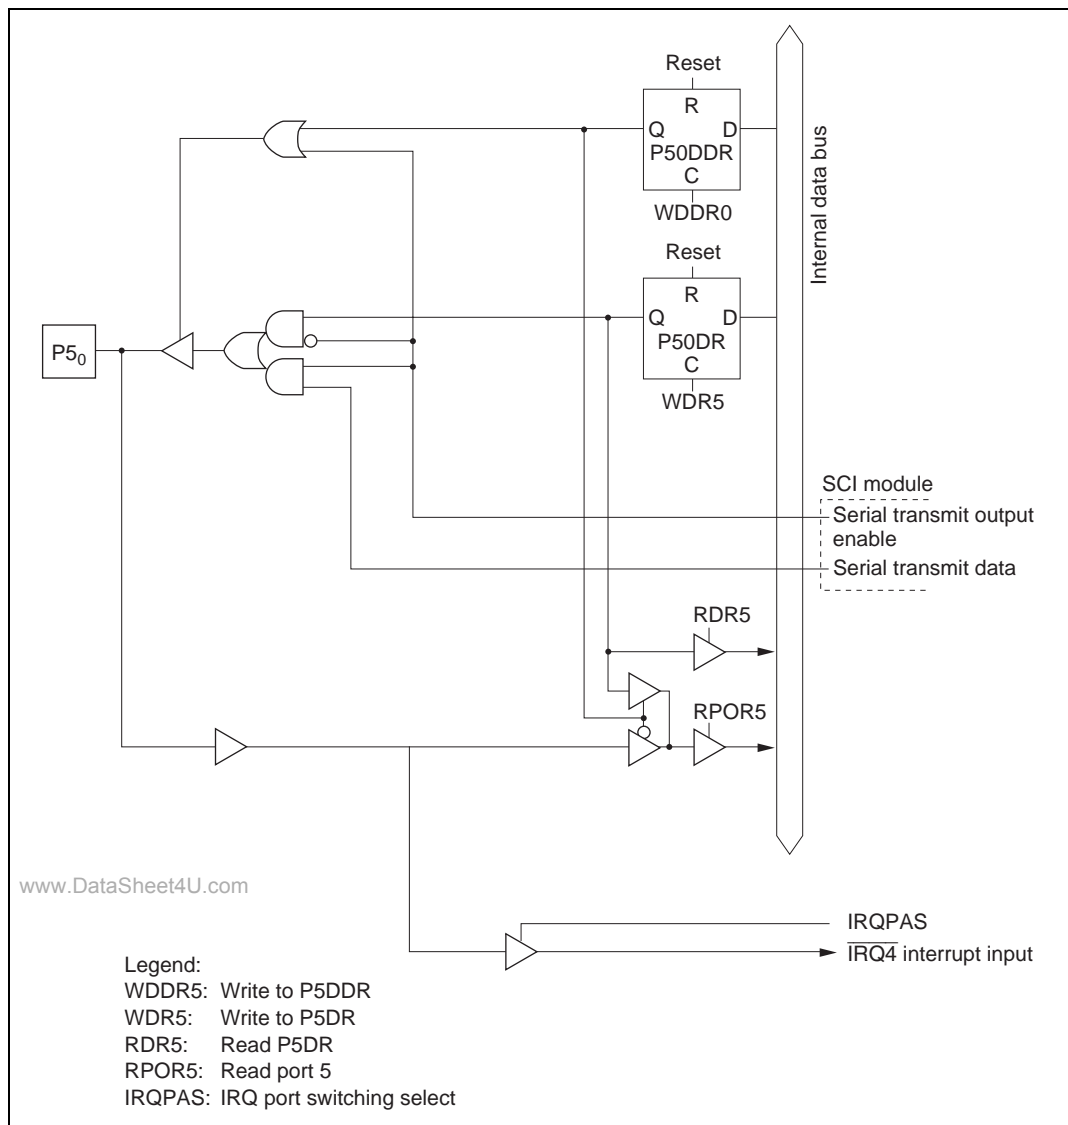 Reset
R
Q D
P50DDR
C
WDDR0
Internal data bus
Reset
R
Q D
P50DR
C
WDR5
P5₀
SCI module
Serial transmit output
enable
Serial transmit data
RDR5
RPOR5
www.DataSheet4U.com
IRQPAS
I̅R̅Q̅4̅ interrupt input
Legend:
WDDR5: Write to P5DDR
WDR5: Write to P5DR
RDR5: Read P5DR
RPOR5: Read port 5
IRQPAS: IRQ port switching select